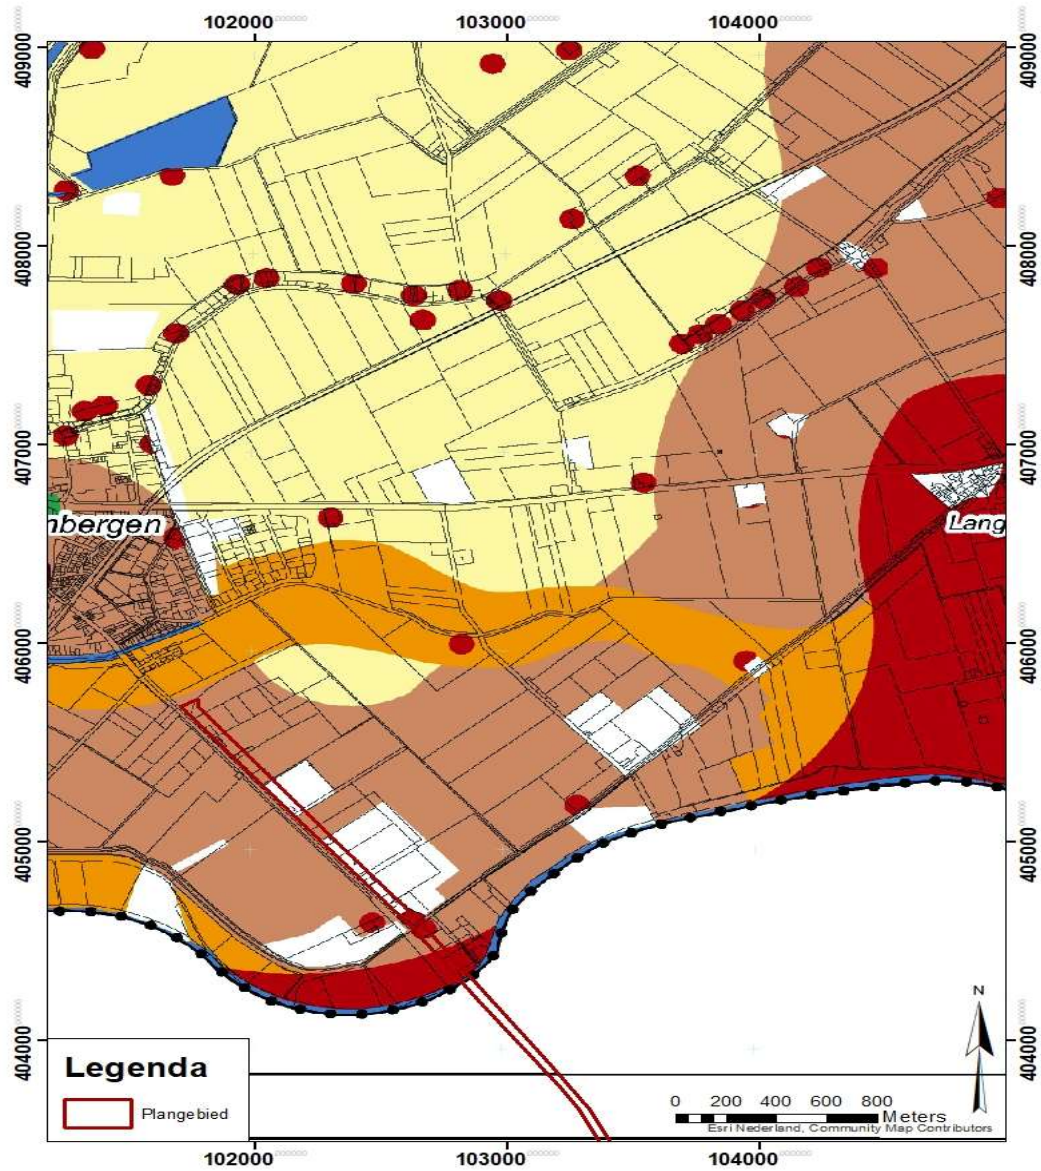 102000 103000 104000
409000 409000
408000 408000
407000 407000
nbergen Lang
406000 406000
405000 405000
N
404000 404000
Legenda
Plangebied
0 200 400 600 800
Meters
Esri Nederland, Community Map Contributors
102000 103000 104000